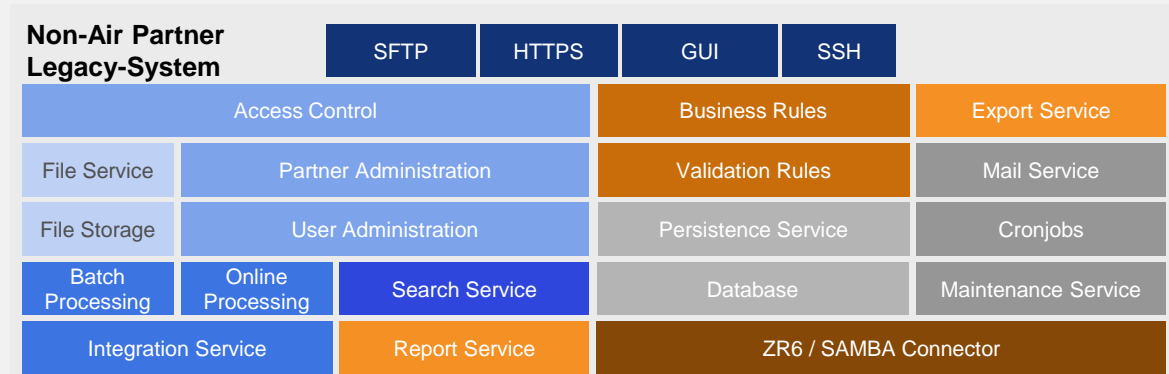 Non-Air Partner
Legacy-System
SFTP
HTTPS
GUI
SSH
Access Control
Business Rules
Export Service
File Service
Partner Administration
Validation Rules
Mail Service
File Storage
User Administration
Persistence Service
Cronjobs
Batch
Processing
Online
Processing
Search Service
Database
Maintenance Service
Integration Service
Report Service
ZR6 / SAMBA Connector